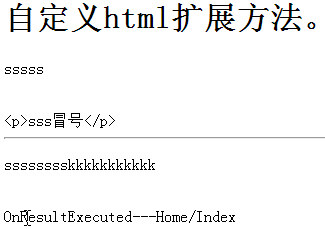 自定义html扩展方法。
sssss
<p>sss冒号</p>
sssssssskkkkkkkkkkk
OnResultExecuted---Home/Index